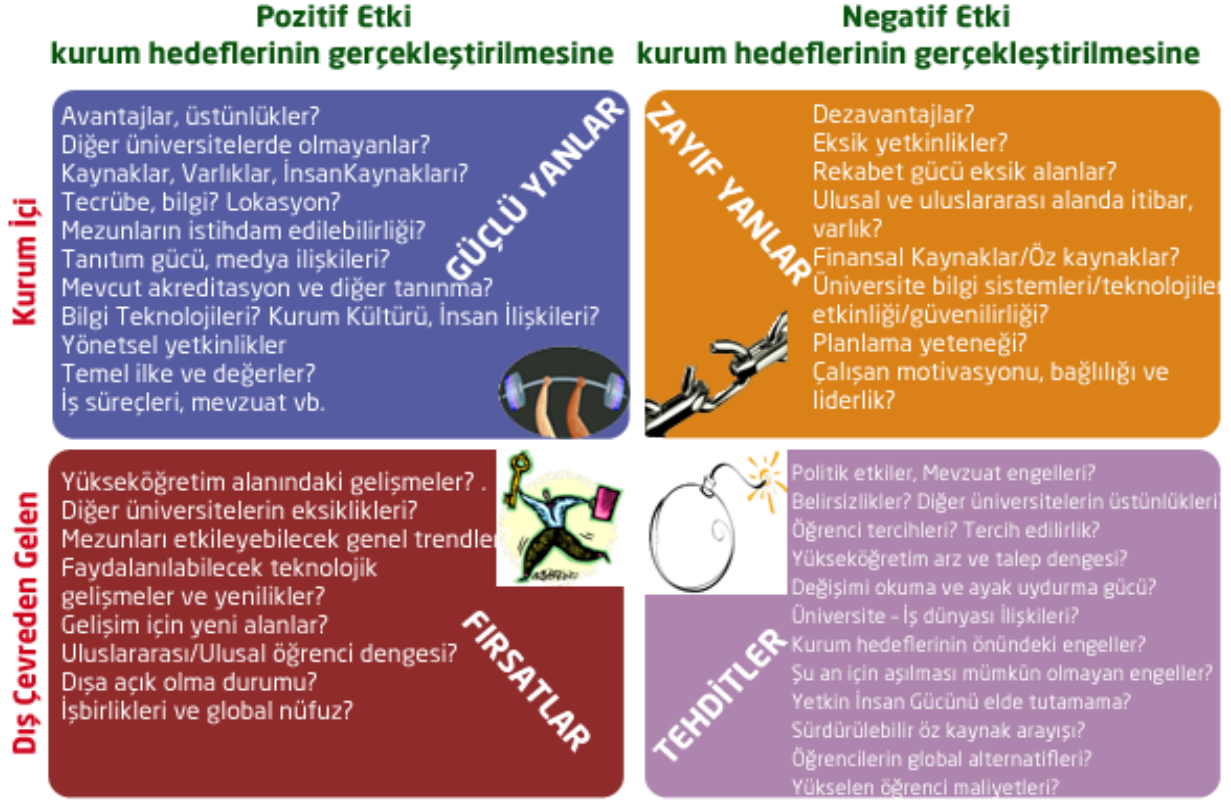 Pozitif Etki
kurum hedeflerinin gerçekleştirilmesine
Negatif Etki
kurum hedeflerinin gerçekleştirilmesine
Kurum İçi
Avantajlar, üstünlükler?
Diğer üniversitelerde olmayanlar?
Kaynaklar, Varlıklar, İnsanKaynakları?
Tecrübe, bilgi? Lokasyon?
Mezunların istihdam edilebilirliği?
Tanıtım gücü, medya ilişkileri?
Mevcut akreditasyon ve diğer tanınma?
Bilgi Teknolojileri? Kurum Kültürü, İnsan İlişkileri?
Yönetsel yetkinlikler
Temel ilke ve değerler?
İş süreçleri, mevzuat vb.
GÜÇLÜ YANLAR
ZAYIF YANLAR
Dezavantajlar?
Eksik yetkinlikler?
Rekabet gücü eksik alanlar?
Ulusal ve uluslararası alanda itibar,
varlık?
Finansal Kaynaklar/Öz kaynaklar?
Üniversite bilgi sistemleri/teknolojiler
etkinliği/güvenilirliği?
Planlama yeteneği?
Çalışan motivasyonu, bağlılığı ve
liderlik?
Dış Çevreden Gelen
Yükseköğretim alanındaki gelişmeler? .
Diğer üniversitelerin eksiklikleri?
Mezunları etkileyebilecek genel trendle
Faydalanılabilecek teknolojik
gelişmeler ve yenilikler?
Gelişim için yeni alanlar?
Uluslararası/Ulusal öğrenci dengesi?
Dışa açık olma durumu?
İşbirlikleri ve global nüfuz?
FIRSATLAR
TEHDİTLER
Politik etkiler, Mevzuat engelleri?
Belirsizlikler? Diğer üniversitelerin üstünlükleri
Öğrenci tercihleri? Tercih edilirlik?
Yükseköğretim arz ve talep dengesi?
Değişimi okuma ve ayak uydurma gücü?
Üniversite – İş dünyası İlişkileri?
Kurum hedeflerinin önündeki engeller?
Şu an için aşılması mümkün olmayan engeller?
Yetkin İnsan Gücünü elde tutamama?
Sürdürülebilir öz kaynak arayışı?
Öğrencilerin global alternatifleri?
Yükselen öğrenci maliyetleri?